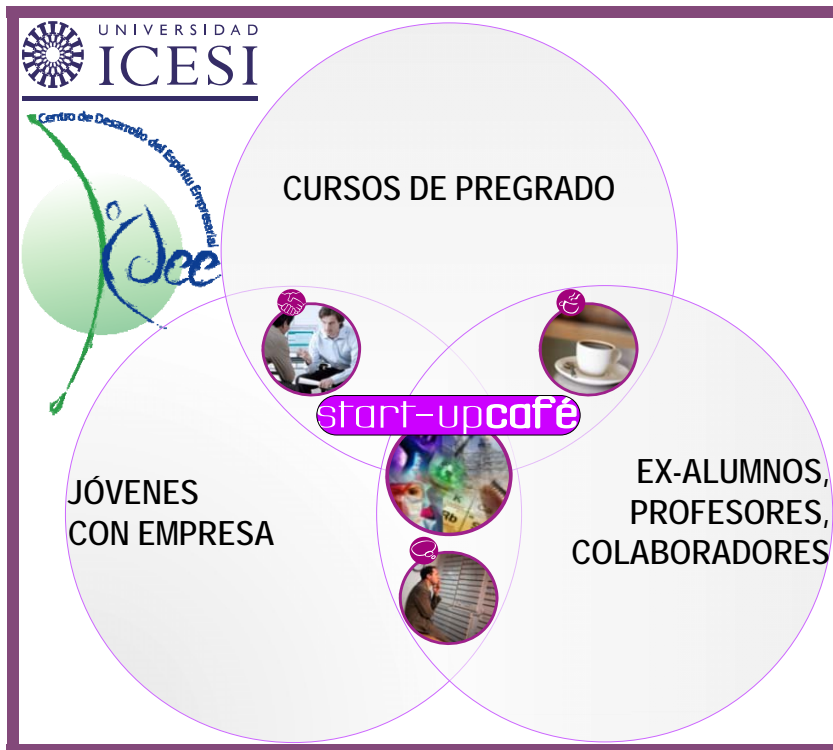 UNIVERSIDAD
ICESI
Centro de Desarrollo del Espíritu Empresarial
CURSOS DE PREGRADO
start-upcafé
JÓVENES
CON EMPRESA
EX-ALUMNOS,
PROFESORES,
COLABORADORES
Rb
K